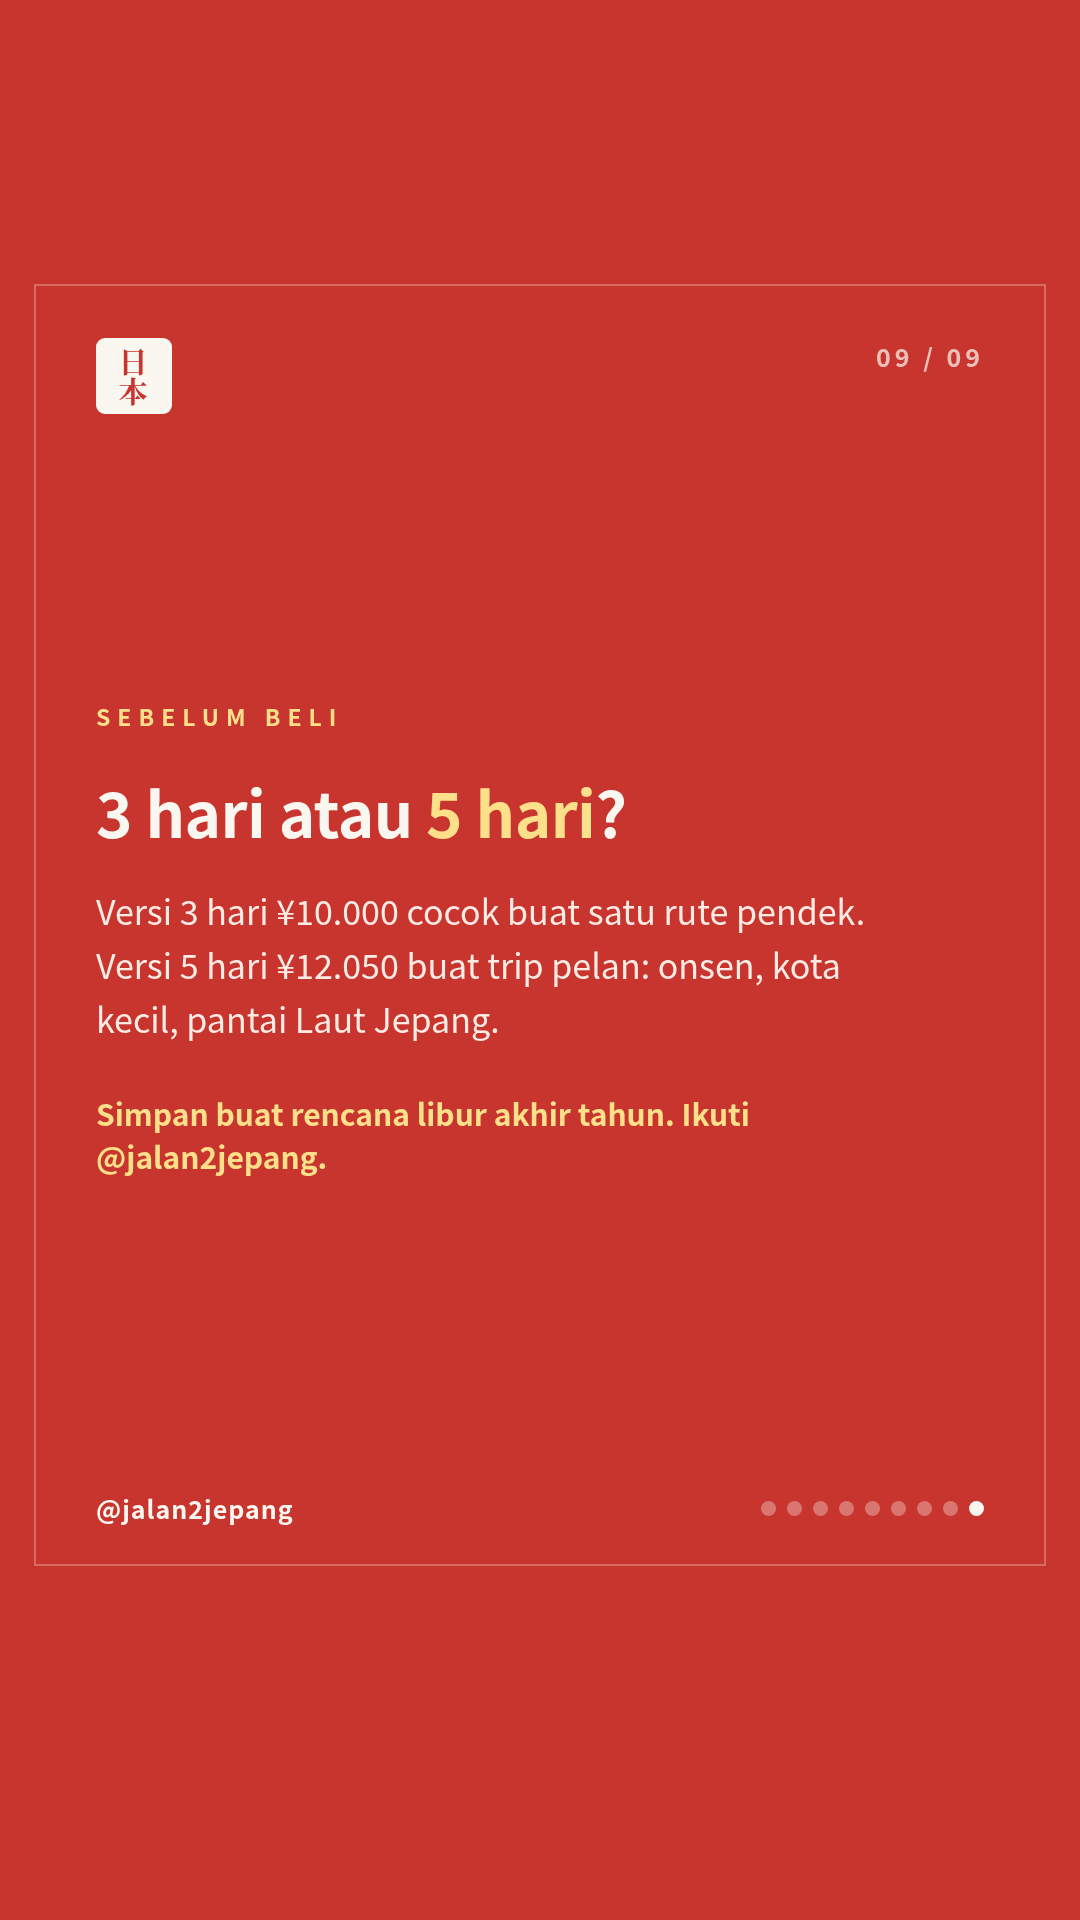 日
本
09 / 09
SEBELUM BELI
3 hari atau 5 hari?
Versi 3 hari ¥10.000 cocok buat satu rute pendek.
Versi 5 hari ¥12.050 buat trip pelan: onsen, kota
kecil, pantai Laut Jepang.
Simpan buat rencana libur akhir tahun. Ikuti
@jalan2jepang.
@jalan2jepang